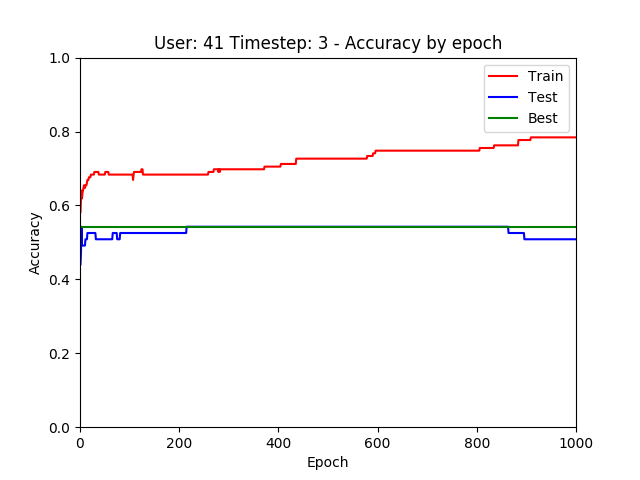 User: 41 Timestep: 3 - Accuracy by epoch
1.0
0.8
0.6
0.4
0.2
0.0
Accuracy
Train
Test
Best
0 200 400 600 800 1000
Epoch